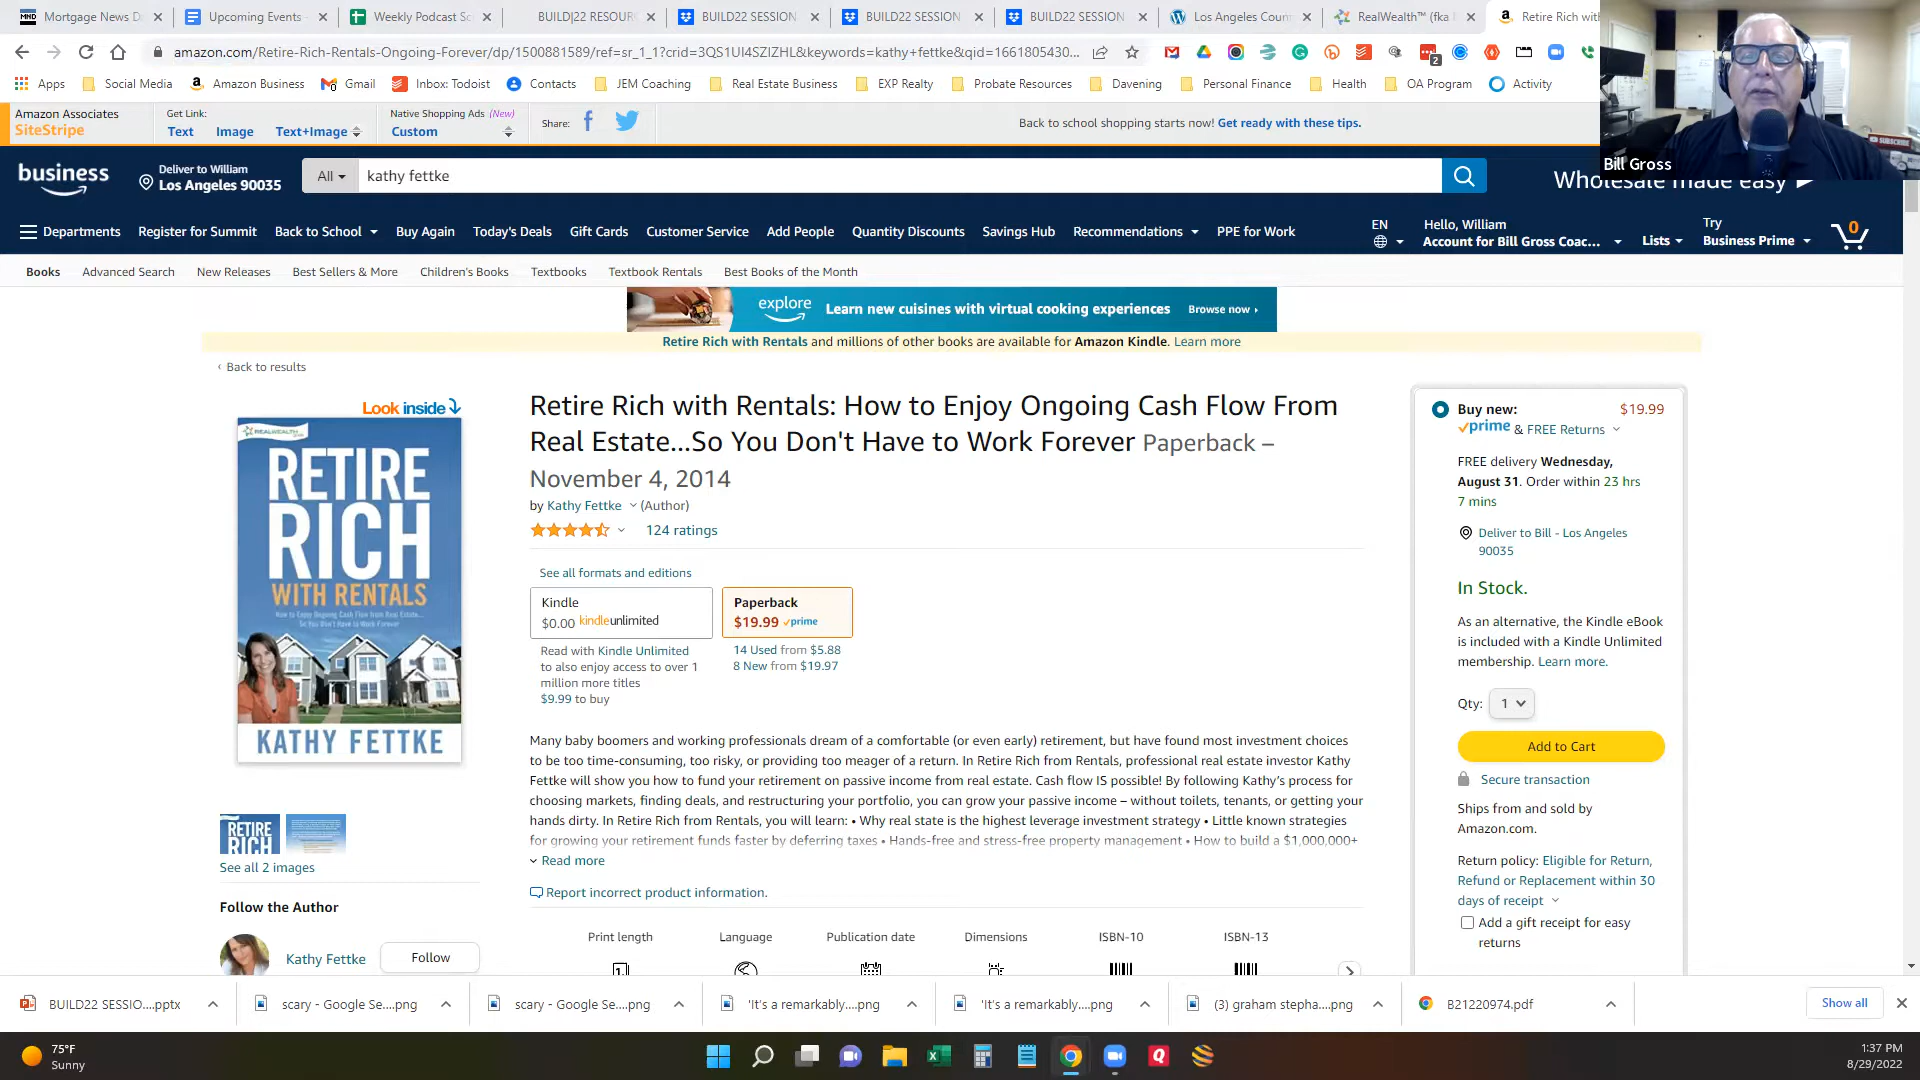 Mortgage News D
Upcoming Events -
Weekly Podcast Sc
BUILD|22 RESOUR
BUILD22 SESSION
BUILD22 SESSION
BUILD22 SESSION
Los Angeles Coun
RealWealth™ (fka
Retire Rich with
amazon.com/Retire-Rich-Rentals-Ongoing-Forever/dp/1500881589/ref=sr_1_1?crid=3QS1UI4SZIZHL&keywords=kathy+fettke&qid=1661805430...
Apps
Social Media
Amazon Business
Gmail
Inbox: Todoist
Contacts
JEM Coaching
Real Estate Business
EXP Realty
Probate Resources
Davening
Personal Finance
Health
OA Program
Activity
Amazon Associates
SiteStripe
Get Link:
Text Image Text+Image
Native Shopping Ads (New)
Custom
Share:
Back to school shopping starts now! Get ready with these tips.
Bill Gross
business
Deliver to William
Los Angeles 90035
All
kathy fettke
Wholesale made easy
Departments Register for Summit Back to School Buy Again Today's Deals Gift Cards Customer Service Add People Quantity Discounts Savings Hub Recommendations PPE for Work
EN
Hello, William
Account for Bill Gross Coac...
Lists
Try
Business Prime
0
Books Advanced Search New Releases Best Sellers & More Children's Books Textbooks Textbook Rentals Best Books of the Month
explore Learn new cuisines with virtual cooking experiences Browse now ›
Retire Rich with Rentals and millions of other books are available for Amazon Kindle. Learn more
‹ Back to results
Look inside
REALWEALTH
RETIRE
RICH
WITH RENTALS
How to Enjoy Ongoing Cash Flow from Real Estate...
So You Don't Have to Work Forever
KATHY FETTKE
RETIRE
RICH
See all 2 images
Follow the Author
Kathy Fettke
Follow
Retire Rich with Rentals: How to Enjoy Ongoing Cash Flow From
Real Estate...So You Don't Have to Work Forever Paperback –
November 4, 2014
by Kathy Fettke (Author)
124 ratings
See all formats and editions
Kindle
$0.00 kindleunlimited
Read with Kindle Unlimited
to also enjoy access to over 1
million more titles
$9.99 to buy
Paperback
$19.99 prime
14 Used from $5.88
8 New from $19.97
Many baby boomers and working professionals dream of a comfortable (or even early) retirement, but have found most investment choices
to be too time-consuming, too risky, or providing too meager of a return. In Retire Rich from Rentals, professional real estate investor Kathy
Fettke will show you how to fund your retirement on passive income from real estate. Cash flow IS possible! By following Kathy's process for
choosing markets, finding deals, and restructuring your portfolio, you can grow your passive income – without toilets, tenants, or getting your
hands dirty. In Retire Rich from Rentals, you will learn: • Why real state is the highest leverage investment strategy • Little known strategies
for growing your retirement funds faster by deferring taxes • Hands-free and stress-free property management • How to build a $1,000,000+
Read more
Report incorrect product information.
Print length
Language
Publication date
Dimensions
ISBN-10
ISBN-13
Buy new: $19.99
prime & FREE Returns
FREE delivery Wednesday,
August 31. Order within 23 hrs
7 mins
Deliver to Bill - Los Angeles
90035
In Stock.
As an alternative, the Kindle eBook
is included with a Kindle Unlimited
membership. Learn more.
Qty: 1
Add to Cart
Secure transaction
Ships from and sold by
Amazon.com.
Return policy: Eligible for Return,
Refund or Replacement within 30
days of receipt
Add a gift receipt for easy
returns
BUILD22 SESSIO....pptx
scary - Google Se....png
scary - Google Se....png
'It's a remarkably....png
'It's a remarkably....png
(3) graham stepha....png
B21220974.pdf
Show all
75°F
Sunny
1:37 PM
8/29/2022